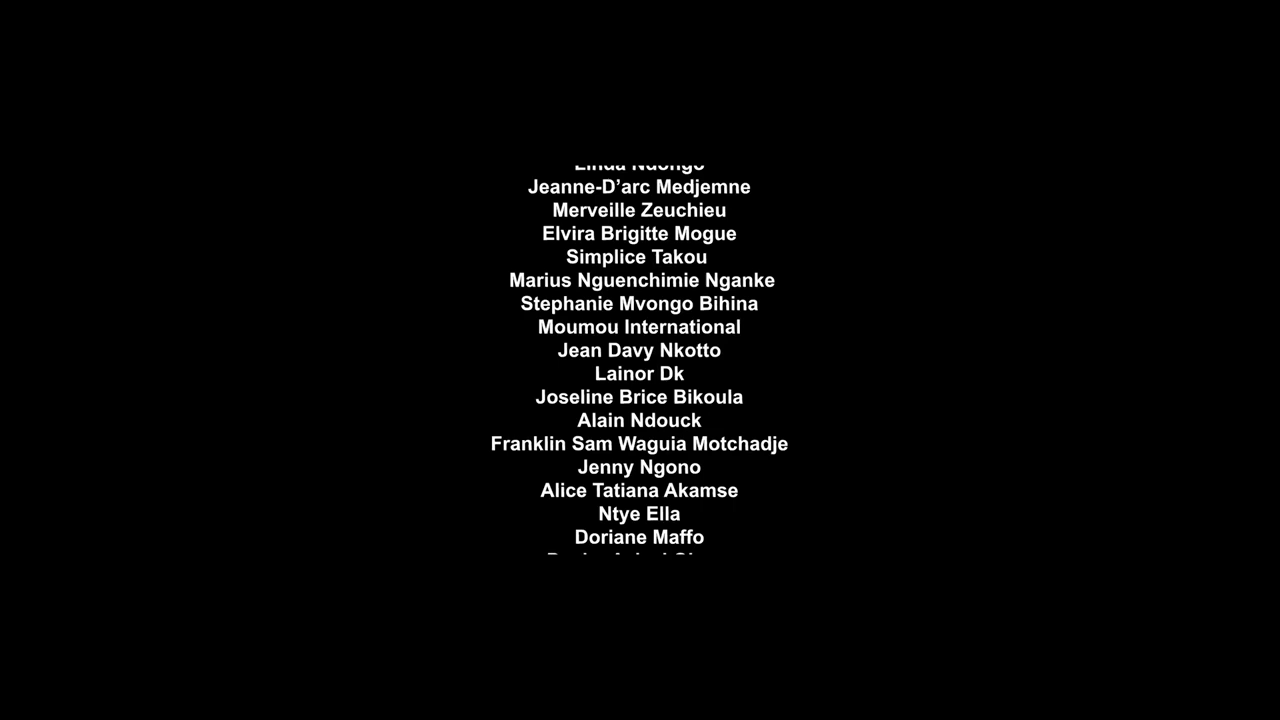 Linda Ndongo
Jeanne-D’arc Medjemne
Merveille Zeuchieu
Elvira Brigitte Mogue
Simplice Takou
Marius Nguenchimie Nganke
Stephanie Mvongo Bihina
Moumou International
Jean Davy Nkotto
Lainor Dk
Joseline Brice Bikoula
Alain Ndouck
Franklin Sam Waguia Motchadje
Jenny Ngono
Alice Tatiana Akamse
Ntye Ella
Doriane Maffo